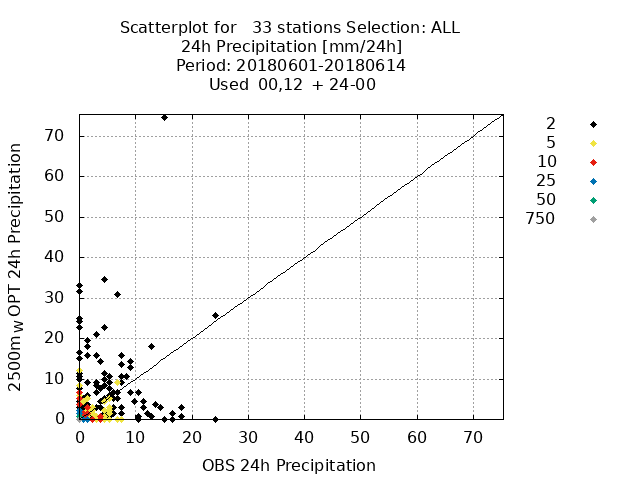 Scatterplot for   33 stations Selection: ALL
24h Precipitation [mm/24h]
Period: 20180601-20180614
Used  00,12  + 24-00
2
5
10
25
50
750
70
60
50
40
30
20
10
0
2500m w OPT 24h Precipitation
0 10 20 30 40 50 60 70
OBS 24h Precipitation